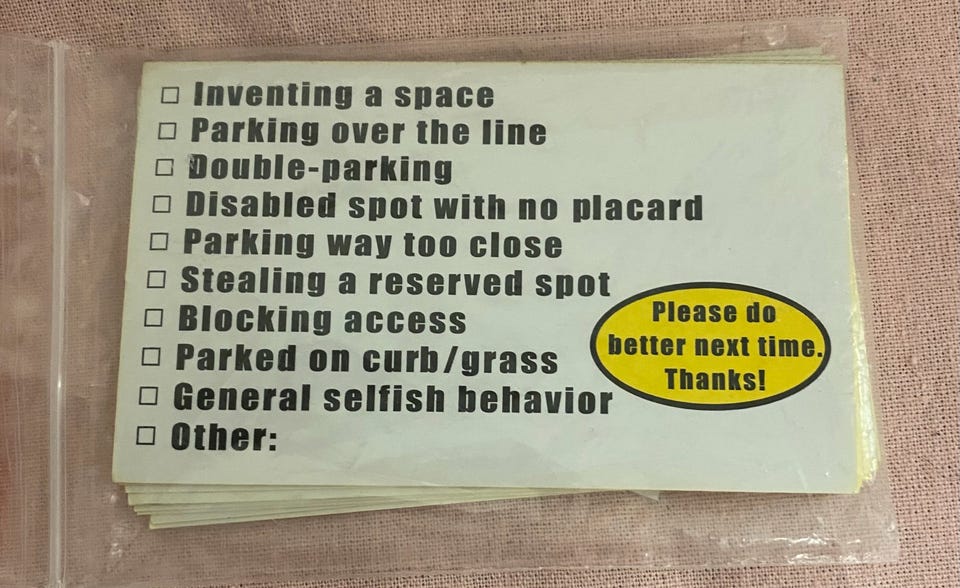 Inventing a space
Parking over the line
Double-parking
Disabled spot with no placard
Parking way too close
Stealing a reserved spot
Blocking access
Parked on curb/grass
General selfish behavior
Other:
Please do
better next time.
Thanks!